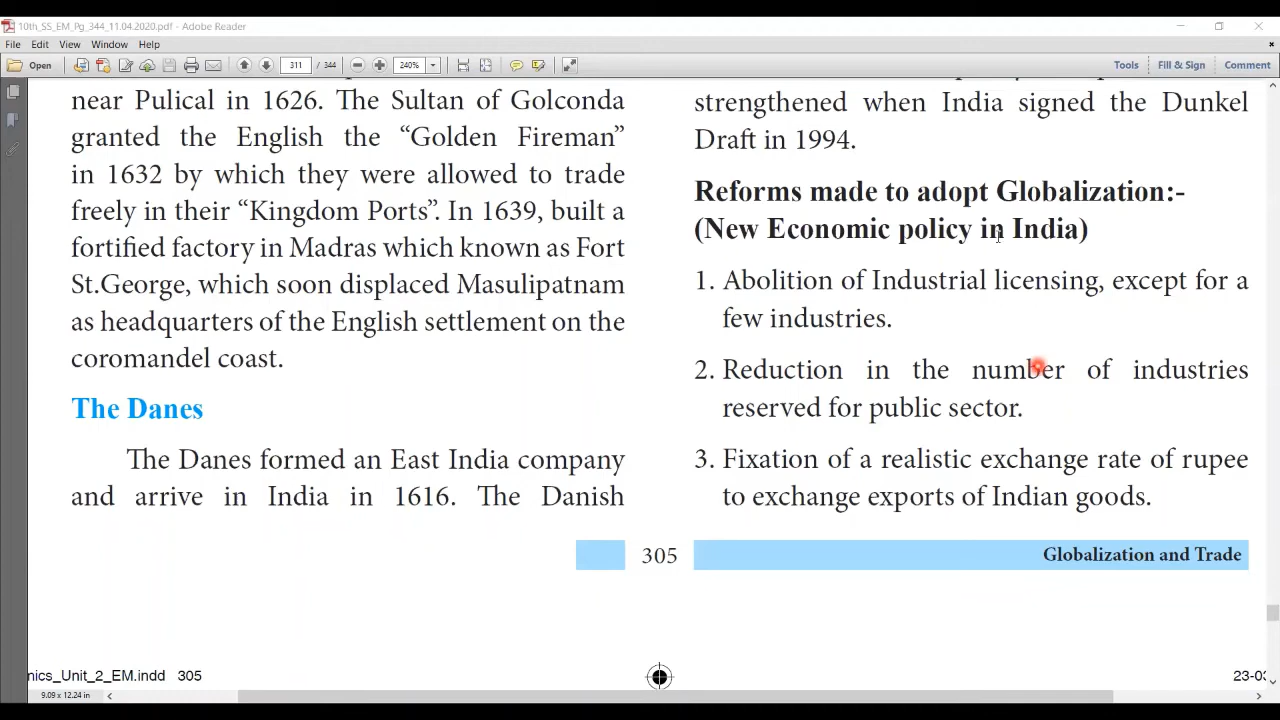 10th_SS_EM_Pg_344_11.04.2020.pdf - Adobe Reader
File Edit View Window Help
Open 311 / 344 240% Tools Fill & Sign Comment
near Pulical in 1626. The Sultan of Golconda
granted the English the “Golden Fireman”
in 1632 by which they were allowed to trade
freely in their “Kingdom Ports”. In 1639, built a
fortified factory in Madras which known as Fort
St.George, which soon displaced Masulipatnam
as headquarters of the English settlement on the
coromandel coast.
The Danes
The Danes formed an East India company
and arrive in India in 1616. The Danish
strengthened when India signed the Dunkel
Draft in 1994.
Reforms made to adopt Globalization:-
(New Economic policy in India)
1. Abolition of Industrial licensing, except for a
few industries.
2. Reduction in the number of industries
reserved for public sector.
3. Fixation of a realistic exchange rate of rupee
to exchange exports of Indian goods.
305 Globalization and Trade
nics_Unit_2_EM.indd 305 23-03
9.09 x 12.24 in